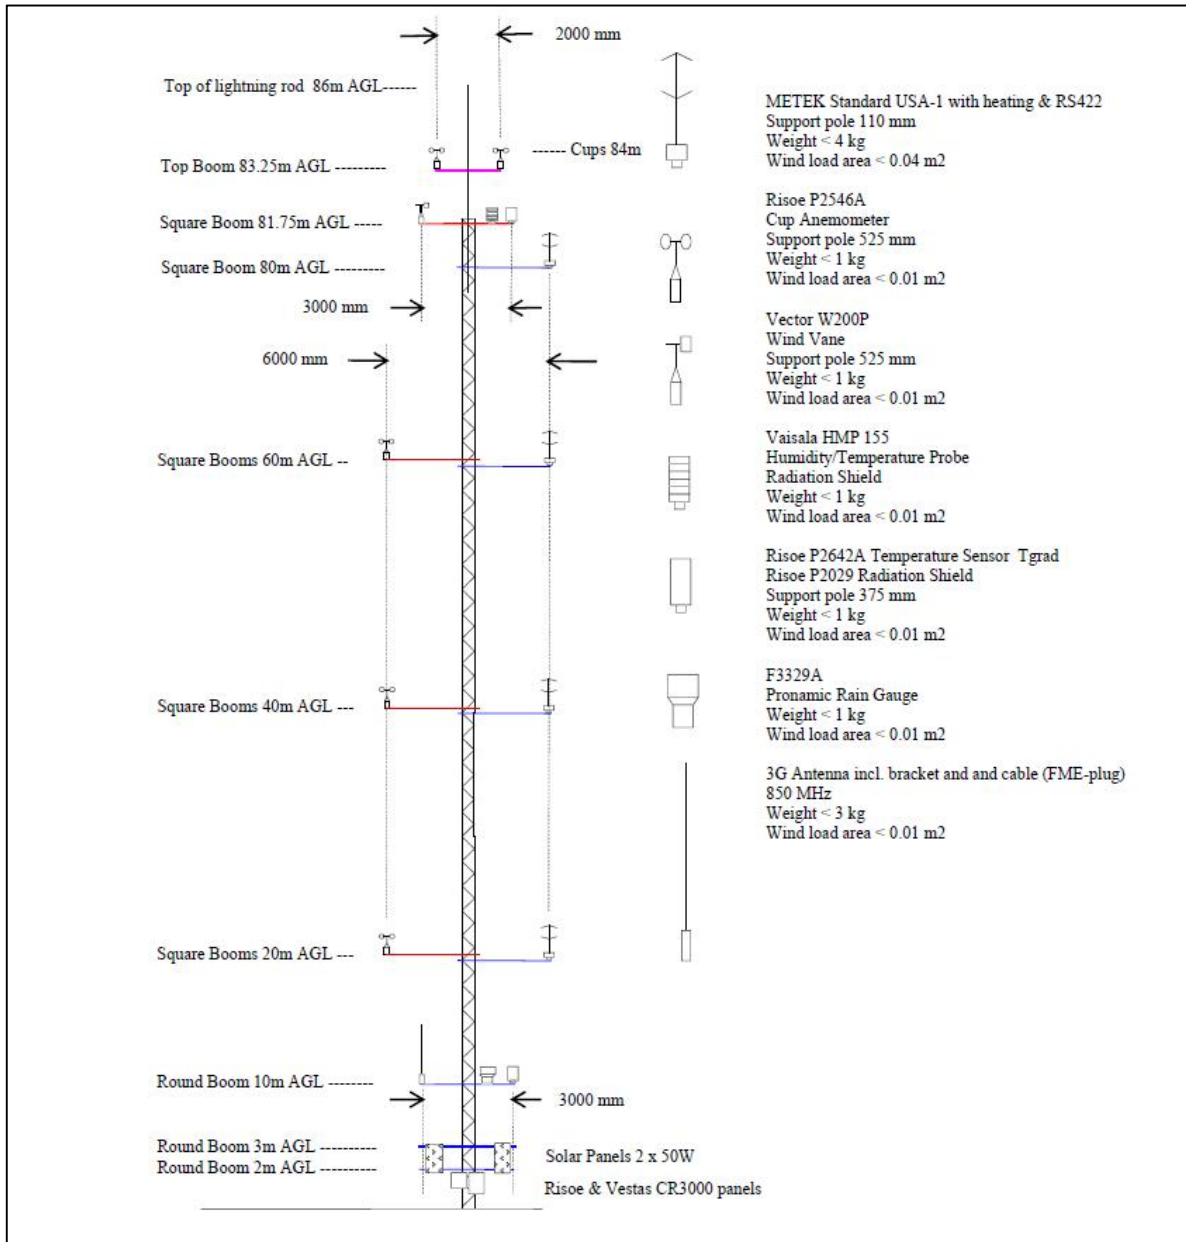 2000 mm
Top of lightning rod  86m AGL------
------ Cups 84m
Top Boom 83.25m AGL ---------
Square Boom 81.75m AGL -----
Square Boom 80m AGL ---------
3000 mm
6000 mm
Square Booms 60m AGL --
Square Booms 40m AGL ---
Square Booms 20m AGL ---
Round Boom 10m AGL --------
3000 mm
Round Boom 3m AGL ---------
Round Boom 2m AGL ---------
Solar Panels 2 x 50W
Risoe & Vestas CR3000 panels
METEK Standard USA-1 with heating & RS422
Support pole 110 mm
Weight < 4 kg
Wind load area < 0.04 m2
Risoe P2546A
Cup Anemometer
Support pole 525 mm
Weight < 1 kg
Wind load area < 0.01 m2
Vector W200P
Wind Vane
Support pole 525 mm
Weight < 1 kg
Wind load area < 0.01 m2
Vaisala HMP 155
Humidity/Temperature Probe
Radiation Shield
Weight < 1 kg
Wind load area < 0.01 m2
Risoe P2642A Temperature Sensor  Tgrad
Risoe P2029 Radiation Shield
Support pole 375 mm
Weight < 1 kg
Wind load area < 0.01 m2
F3329A
Pronamic Rain Gauge
Weight < 1 kg
Wind load area < 0.01 m2
3G Antenna incl. bracket and and cable (FME-plug)
850 MHz
Weight < 3 kg
Wind load area < 0.01 m2